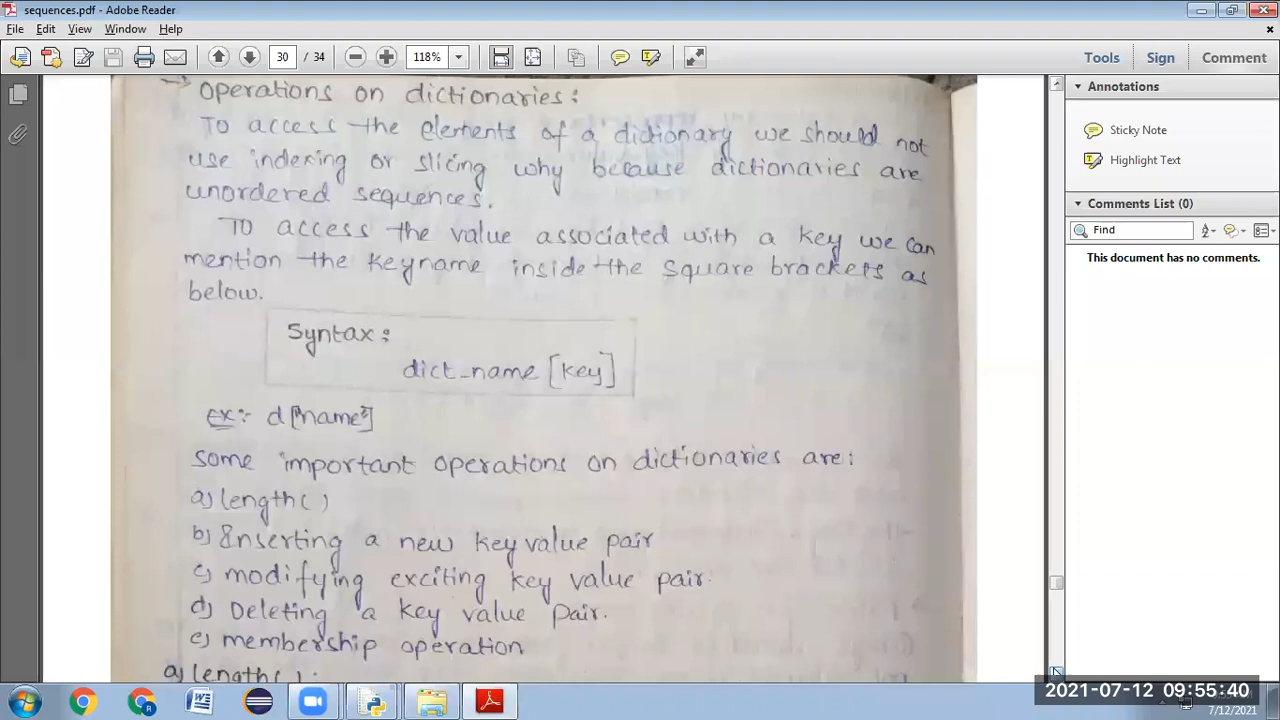 sequences.pdf - Adobe Reader
File Edit View Window Help
30 / 34 118% Tools Sign Comment
→ Operations on dictionaries:
To access the elements of a dictionary we should not
use indexing or slicing why because dictionaries are
unordered sequences.
To access the value associated with a key we can
mention the keyname inside the square brackets as
below.
Syntax:
dict_name [key]
Ex:- d["name"]
Some important operations on dictionaries are:
a) length( )
b) Inserting a new key value pair
c) modifying exciting key value pair.
d) Deleting a key value pair.
e) membership operation
a) length( ):
Annotations
Sticky Note
Highlight Text
Comments List (0)
Find
This document has no comments.
2021-07-12 09:55:40
7/12/2021